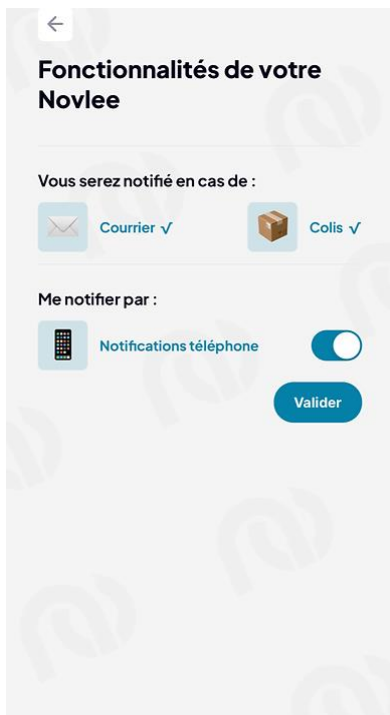 Fonctionnalités de votre
Novlee
Vous serez notifié en cas de :
Courrier √
Colis √
Me notifier par :
Notifications téléphone
Valider